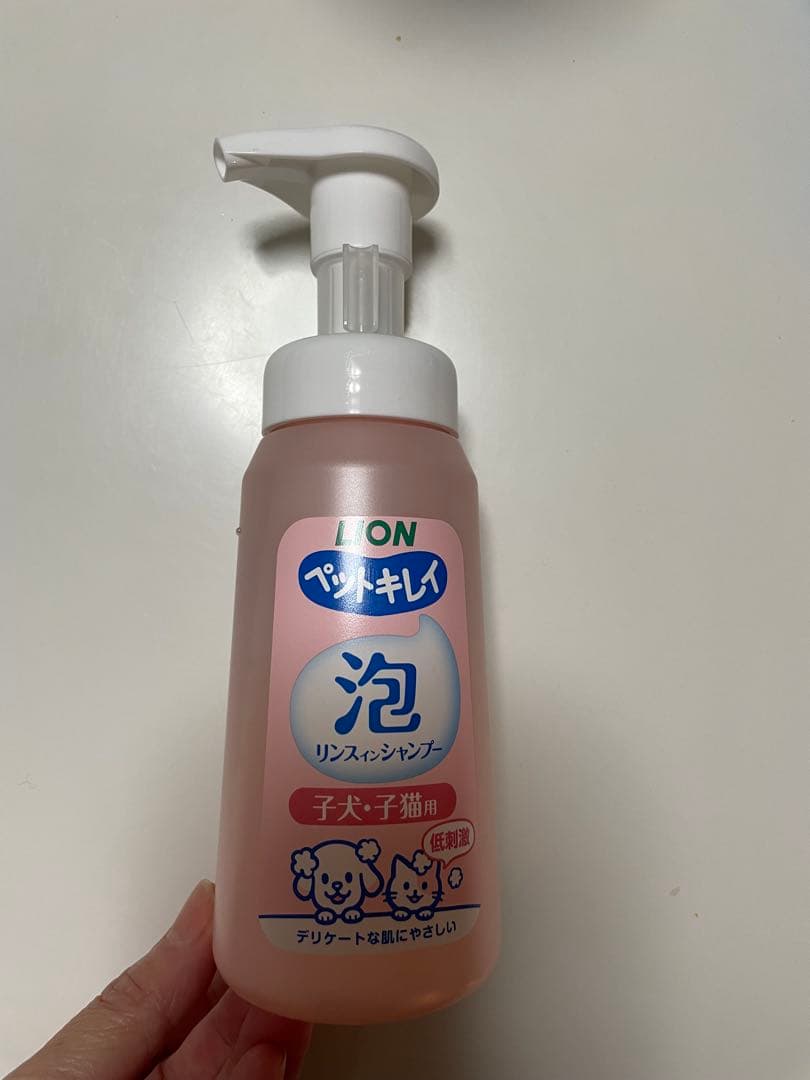 LION
ペットキレイ
泡
リンスインシャンプー
子犬・子猫用
低刺激
デリケートな肌にやさしい